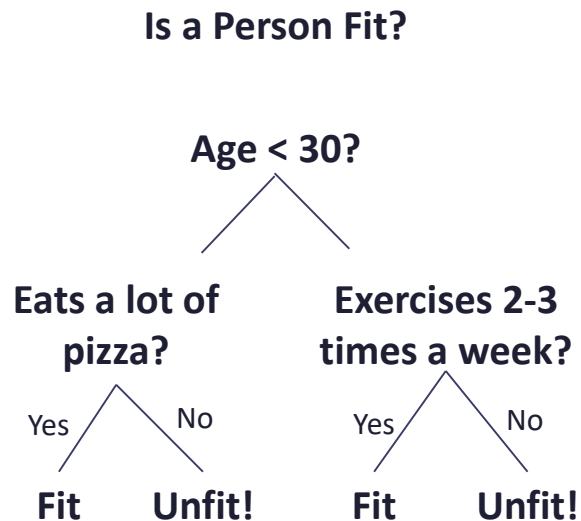 Is a Person Fit?
Age < 30?
Eats a lot of
pizza?
Exercises 2-3
times a week?
Yes
No
Yes
No
Fit
Unfit!
Fit
Unfit!